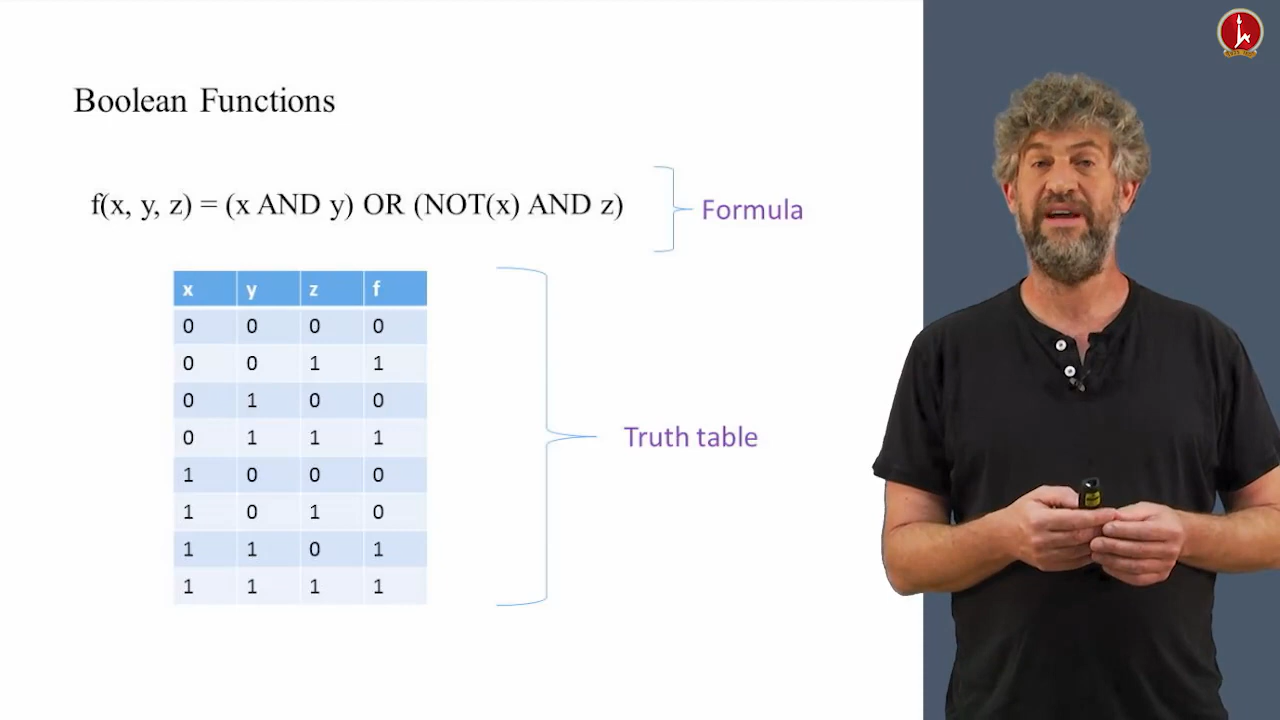 Boolean Functions
f(x, y, z) = (x AND y) OR (NOT(x) AND z)
Formula
x y z f
0 0 0 0
0 0 1 1
0 1 0 0
0 1 1 1
1 0 0 0
1 0 1 0
1 1 0 1
1 1 1 1
Truth table